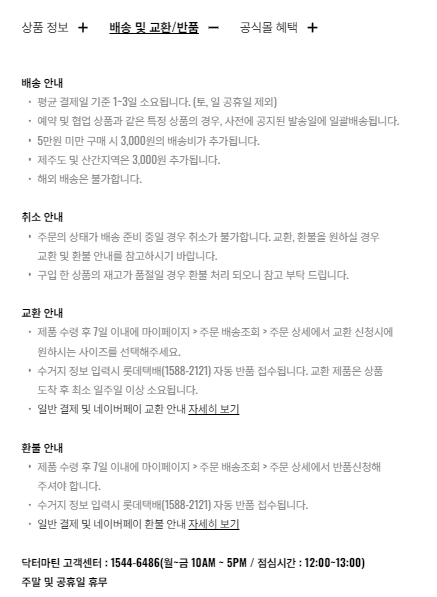 상품 정보 + 배송 및 교환/반품 − 공식몰 혜택 +
배송 안내
· 평균 결제일 기준 1~3일 소요됩니다. (토, 일 공휴일 제외)
· 예약 및 협업 상품과 같은 특정 상품의 경우, 사전에 공지된 발송일에 일괄배송됩니다.
· 5만원 미만 구매 시 3,000원의 배송비가 추가됩니다.
· 제주도 및 산간지역은 3,000원 추가됩니다.
· 해외 배송은 불가합니다.
취소 안내
· 주문의 상태가 배송 준비 중일 경우 취소가 불가합니다. 교환, 환불을 원하실 경우
교환 및 환불 안내를 참고하시기 바랍니다.
· 구입 한 상품의 재고가 품절일 경우 환불 처리 되오니 참고 부탁 드립니다.
교환 안내
· 제품 수령 후 7일 이내에 마이페이지 > 주문 배송조회 > 주문 상세에서 교환 신청시에
원하시는 사이즈를 선택해주세요.
· 수거지 정보 입력시 롯데택배(1588-2121) 자동 반품 접수됩니다. 교환 제품은 상품
도착 후 최소 일주일 이상 소요됩니다.
· 일반 결제 및 네이버페이 교환 안내 자세히 보기
환불 안내
· 제품 수령 후 7일 이내에 마이페이지 > 주문 배송조회 > 주문 상세에서 반품신청해
주셔야 합니다.
· 수거지 정보 입력시 롯데택배(1588-2121) 자동 반품 접수됩니다.
· 일반 결제 및 네이버페이 환불 안내 자세히 보기
닥터마틴 고객센터 : 1544-6486(월~금 10AM ~ 5PM / 점심시간 : 12:00~13:00)
주말 및 공휴일 휴무